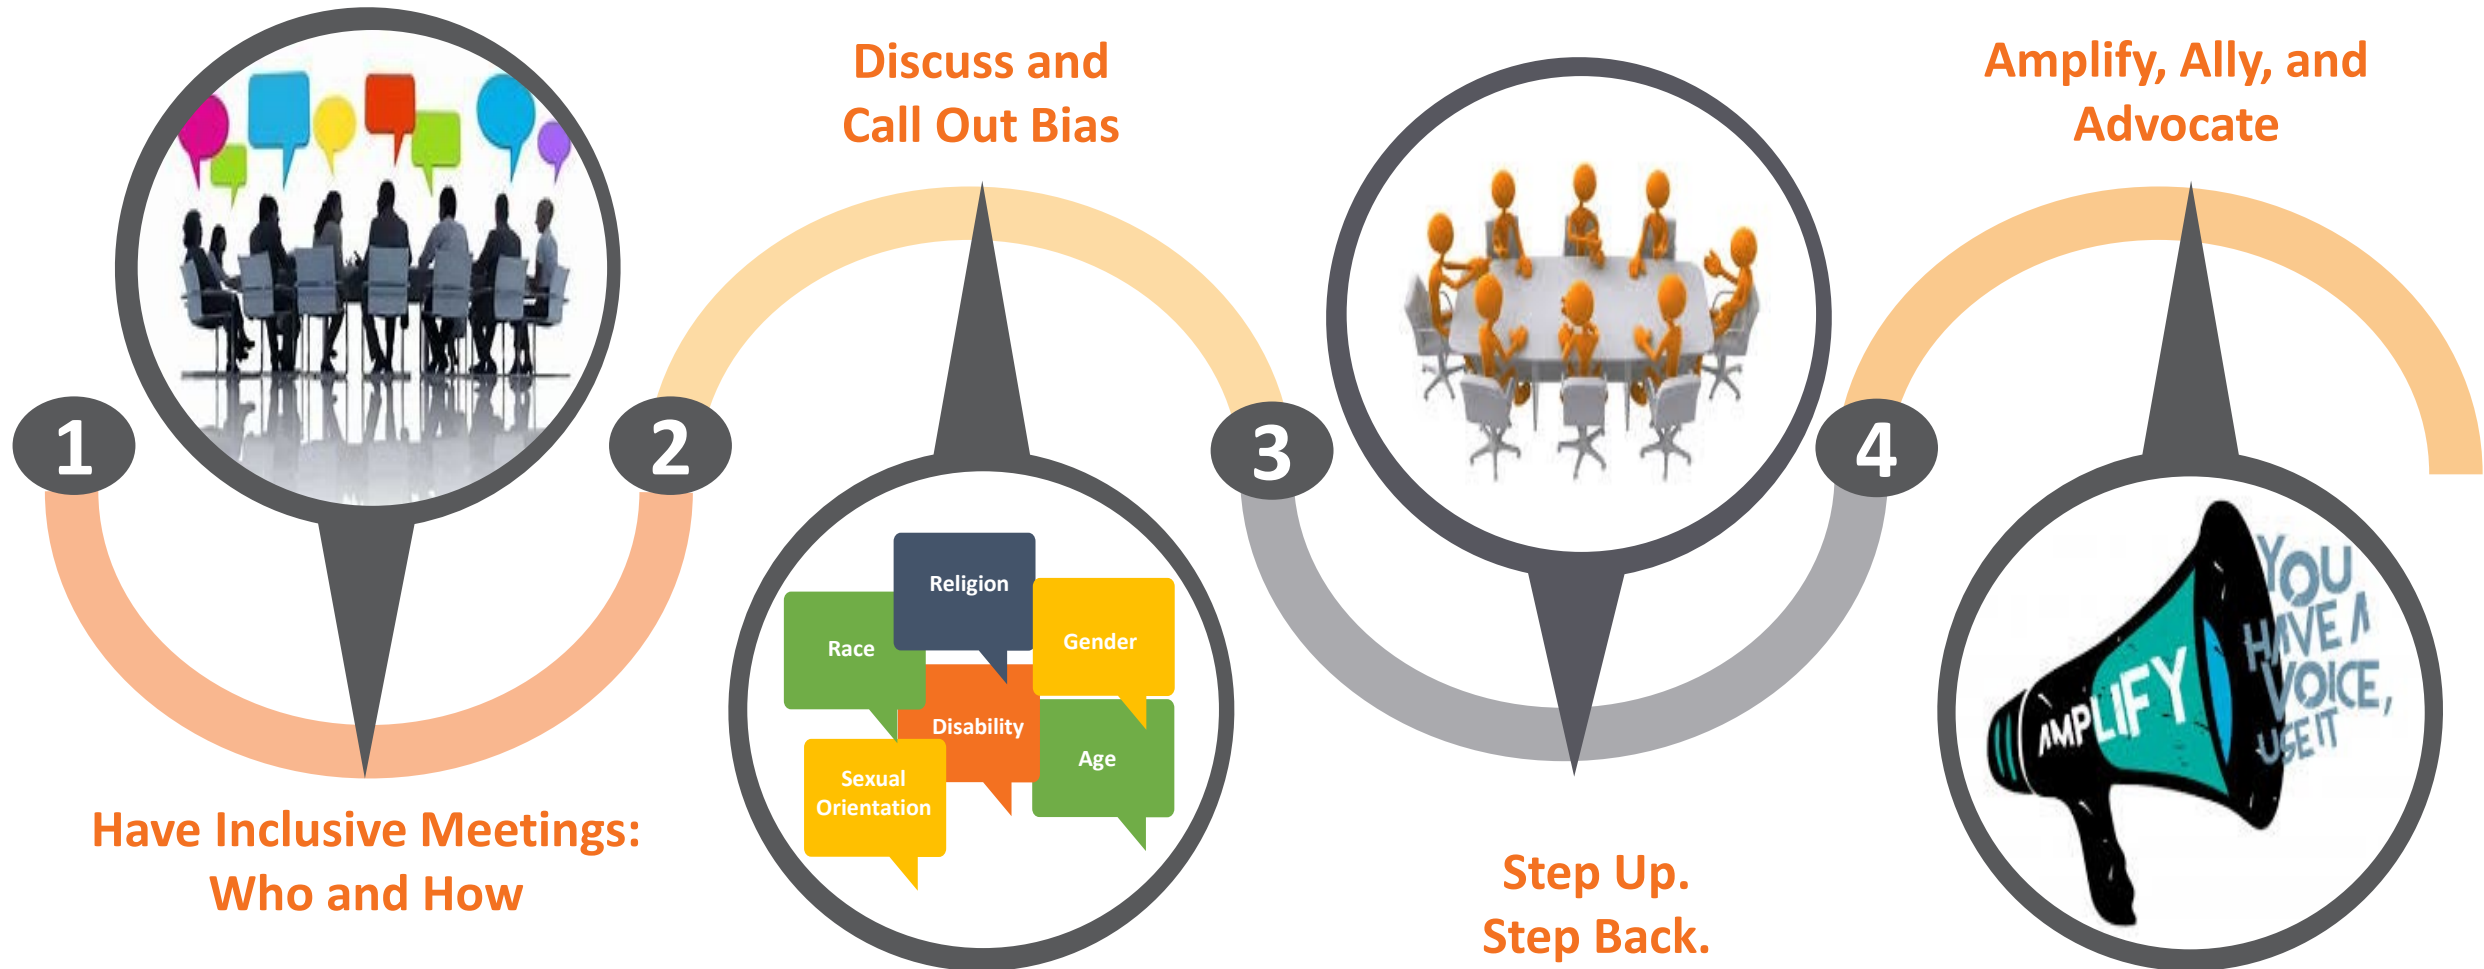 1
Have Inclusive Meetings:
Who and How
2
Discuss and
Call Out Bias
Religion
Race
Gender
Disability
Age
Sexual
Orientation
3
Step Up.
Step Back.
4
Amplify, Ally, and
Advocate
AMPLIFY
YOU
HAVE A
VOICE,
USE IT